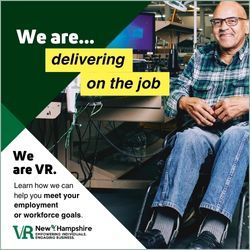 We are...
delivering
on the job
We
are VR.
Learn how we can
help you meet your
employment
or workforce goals.
VR New Hampshire
EMPOWERING INDIVIDUALS.
ENGAGING BUSINESS.